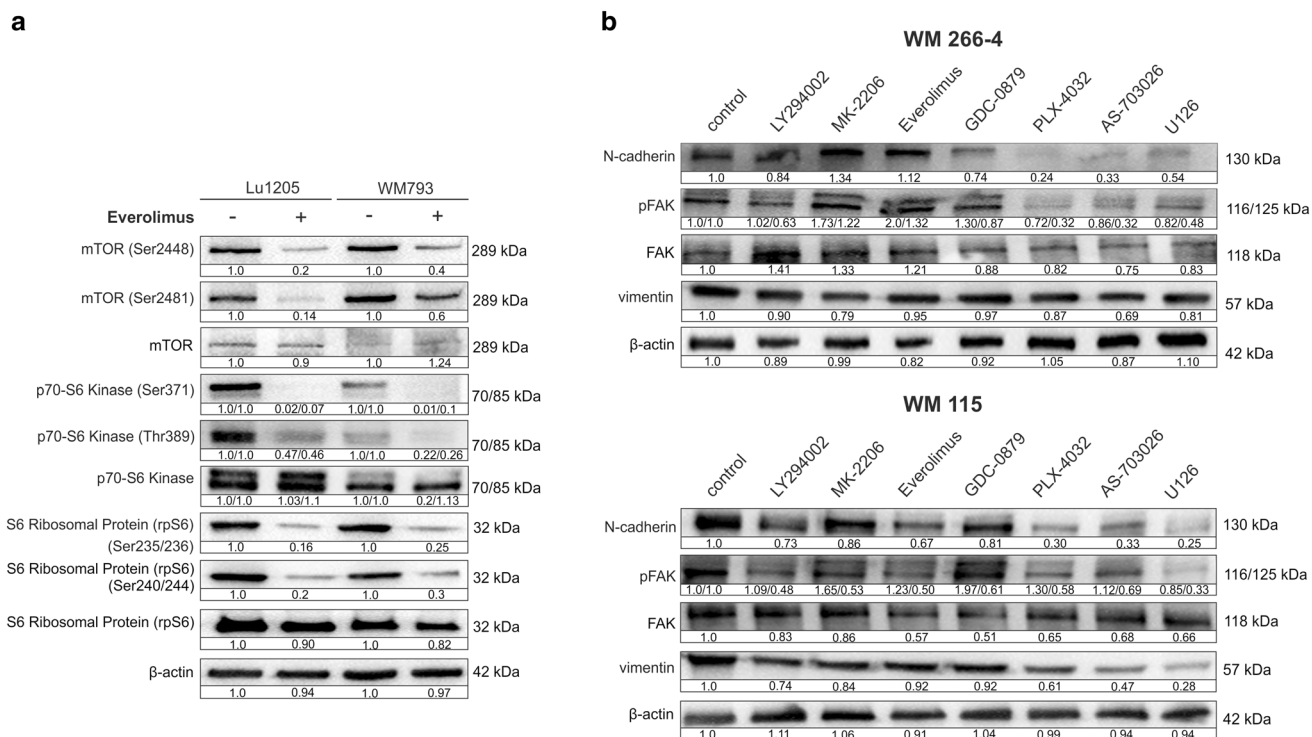 a
Lu1205 WM793
Everolimus - + - +
mTOR (Ser2448) 289 kDa
1.0 0.2 1.0 0.4
mTOR (Ser2481) 289 kDa
1.0 0.14 1.0 0.6
mTOR 289 kDa
1.0 0.9 1.0 1.24
p70-S6 Kinase (Ser371) 70/85 kDa
1.0/1.0 0.02/0.07 1.0/1.0 0.01/0.1
p70-S6 Kinase (Thr389) 70/85 kDa
1.0/1.0 0.47/0.46 1.0/1.0 0.22/0.26
p70-S6 Kinase 70/85 kDa
1.0/1.0 1.03/1.1 1.0/1.0 0.2/1.13
S6 Ribosomal Protein (rpS6) 32 kDa
(Ser235/236)
1.0 0.16 1.0 0.25
S6 Ribosomal Protein (rpS6) 32 kDa
(Ser240/244)
1.0 0.2 1.0 0.3
S6 Ribosomal Protein (rpS6) 32 kDa
1.0 0.90 1.0 0.82
β-actin 42 kDa
1.0 0.94 1.0 0.97
b
WM 266-4
control LY294002 MK-2206 Everolimus GDC-0879 PLX-4032 AS-703026 U126
N-cadherin 130 kDa
1.0 0.84 1.34 1.12 0.74 0.24 0.33 0.54
pFAK 116/125 kDa
1.0/1.0 1.02/0.63 1.73/1.22 2.0/1.32 1.30/0.87 0.72/0.32 0.86/0.32 0.82/0.48
FAK 118 kDa
1.0 1.41 1.33 1.21 0.88 0.82 0.75 0.83
vimentin 57 kDa
1.0 0.90 0.79 0.95 0.97 0.87 0.69 0.81
β-actin 42 kDa
1.0 0.89 0.99 0.82 0.92 1.05 0.87 1.10
WM 115
control LY294002 MK-2206 Everolimus GDC-0879 PLX-4032 AS-703026 U126
N-cadherin 130 kDa
1.0 0.73 0.86 0.67 0.81 0.30 0.33 0.25
pFAK 116/125 kDa
1.0/1.0 1.09/0.48 1.65/0.53 1.23/0.50 1.97/0.61 1.30/0.58 1.12/0.69 0.85/0.33
FAK 118 kDa
1.0 0.83 0.86 0.57 0.51 0.65 0.68 0.66
vimentin 57 kDa
1.0 0.74 0.84 0.92 0.92 0.61 0.47 0.28
β-actin 42 kDa
1.0 1.11 1.06 0.91 1.04 0.99 0.94 0.94